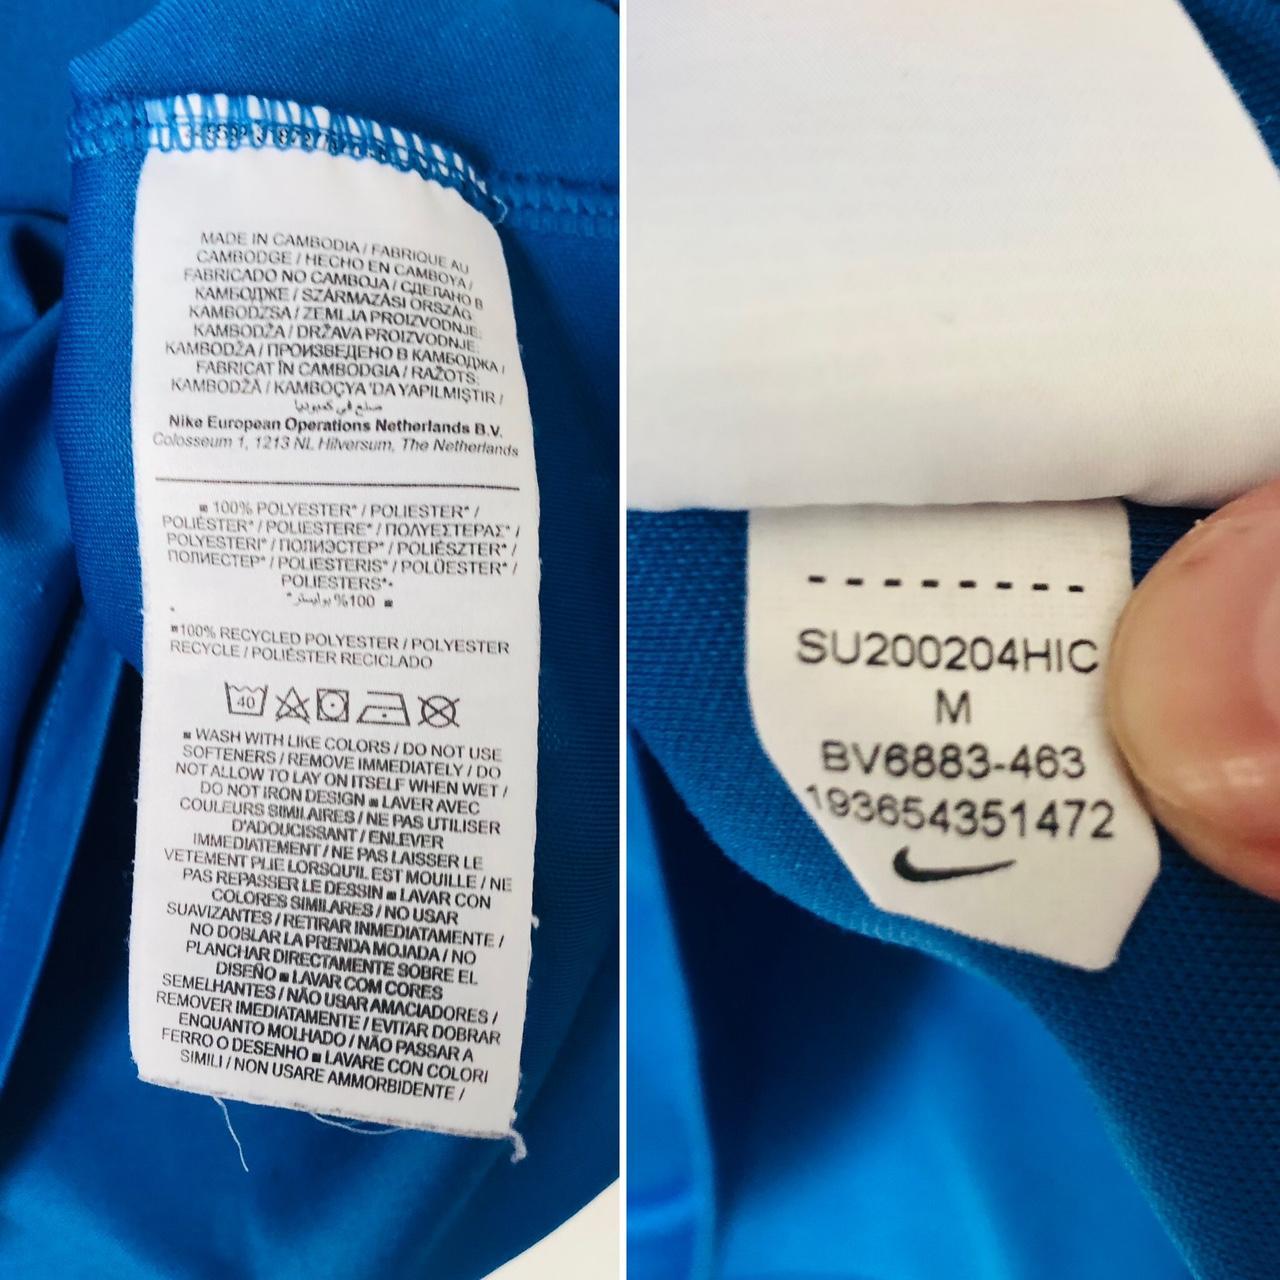 MADE IN CAMBODIA / FABRIQUE AU
CAMBODGE / HECHO EN CAMBOYA /
FABRICADO NO CAMBOJA / СДЕЛАНО В
КАМБОДЖЕ / SZÁRMAZÁSI ORSZÁG
KAMBODZSA / ZEMLJA PROIZVODNJE:
KAMBODŽA / DRŽAVA PROIZVODNJE:
KAMBODŽA / ПРОИЗВЕДЕНО В КАМБОДЖА /
FABRICAT ÎN CAMBODGIA / RAŽOTS:
KAMBODŽĀ / KAMBOÇYA 'DA YAPILMIŞTIR /
صنع في كمبوديا
Nike European Operations Netherlands B.V.
Colosseum 1, 1213 NL Hilversum, The Netherlands
100% POLYESTER* / POLIESTER* /
POLIÉSTER* / POLIESTERE* / ΠΟΛΥΕΣΤΕΡΑΣ* /
POLYESTERI* / ПОЛИЭСТЕР* / POLIÉSZTER* /
ПОЛИЕСТЕР* / POLIESTERIS* / POLÜESTER* /
POLIESTERS*
%100 بوليستر*
100% RECYCLED POLYESTER / POLYESTER
RECYCLE / POLIÉSTER RECICLADO
40
WASH WITH LIKE COLORS / DO NOT USE
SOFTENERS / REMOVE IMMEDIATELY / DO
NOT ALLOW TO LAY ON ITSELF WHEN WET /
DO NOT IRON DESIGN ■ LAVER AVEC
COULEURS SIMILAIRES / NE PAS UTILISER
D'ADOUCISSANT / ENLEVER
IMMEDIATEMENT / NE PAS LAISSER LE
VETEMENT PLIE LORSQU'IL EST MOUILLE / NE
PAS REPASSER LE DESSIN ■ LAVAR CON
COLORES SIMILARES / NO USAR
SUAVIZANTES / RETIRAR INMEDIATAMENTE /
NO DOBLAR LA PRENDA MOJADA / NO
PLANCHAR DIRECTAMENTE SOBRE EL
DISEÑO ■ LAVAR COM CORES
SEMELHANTES / NÃO USAR AMACIADORES /
REMOVER IMEDIATAMENTE / EVITAR DOBRAR
ENQUANTO MOLHADO / NÃO PASSAR A
FERRO O DESENHO ■ LAVARE CON COLORI
SIMILI / NON USARE AMMORBIDENTE /
SU200204HIC
M
BV6883-463
193654351472